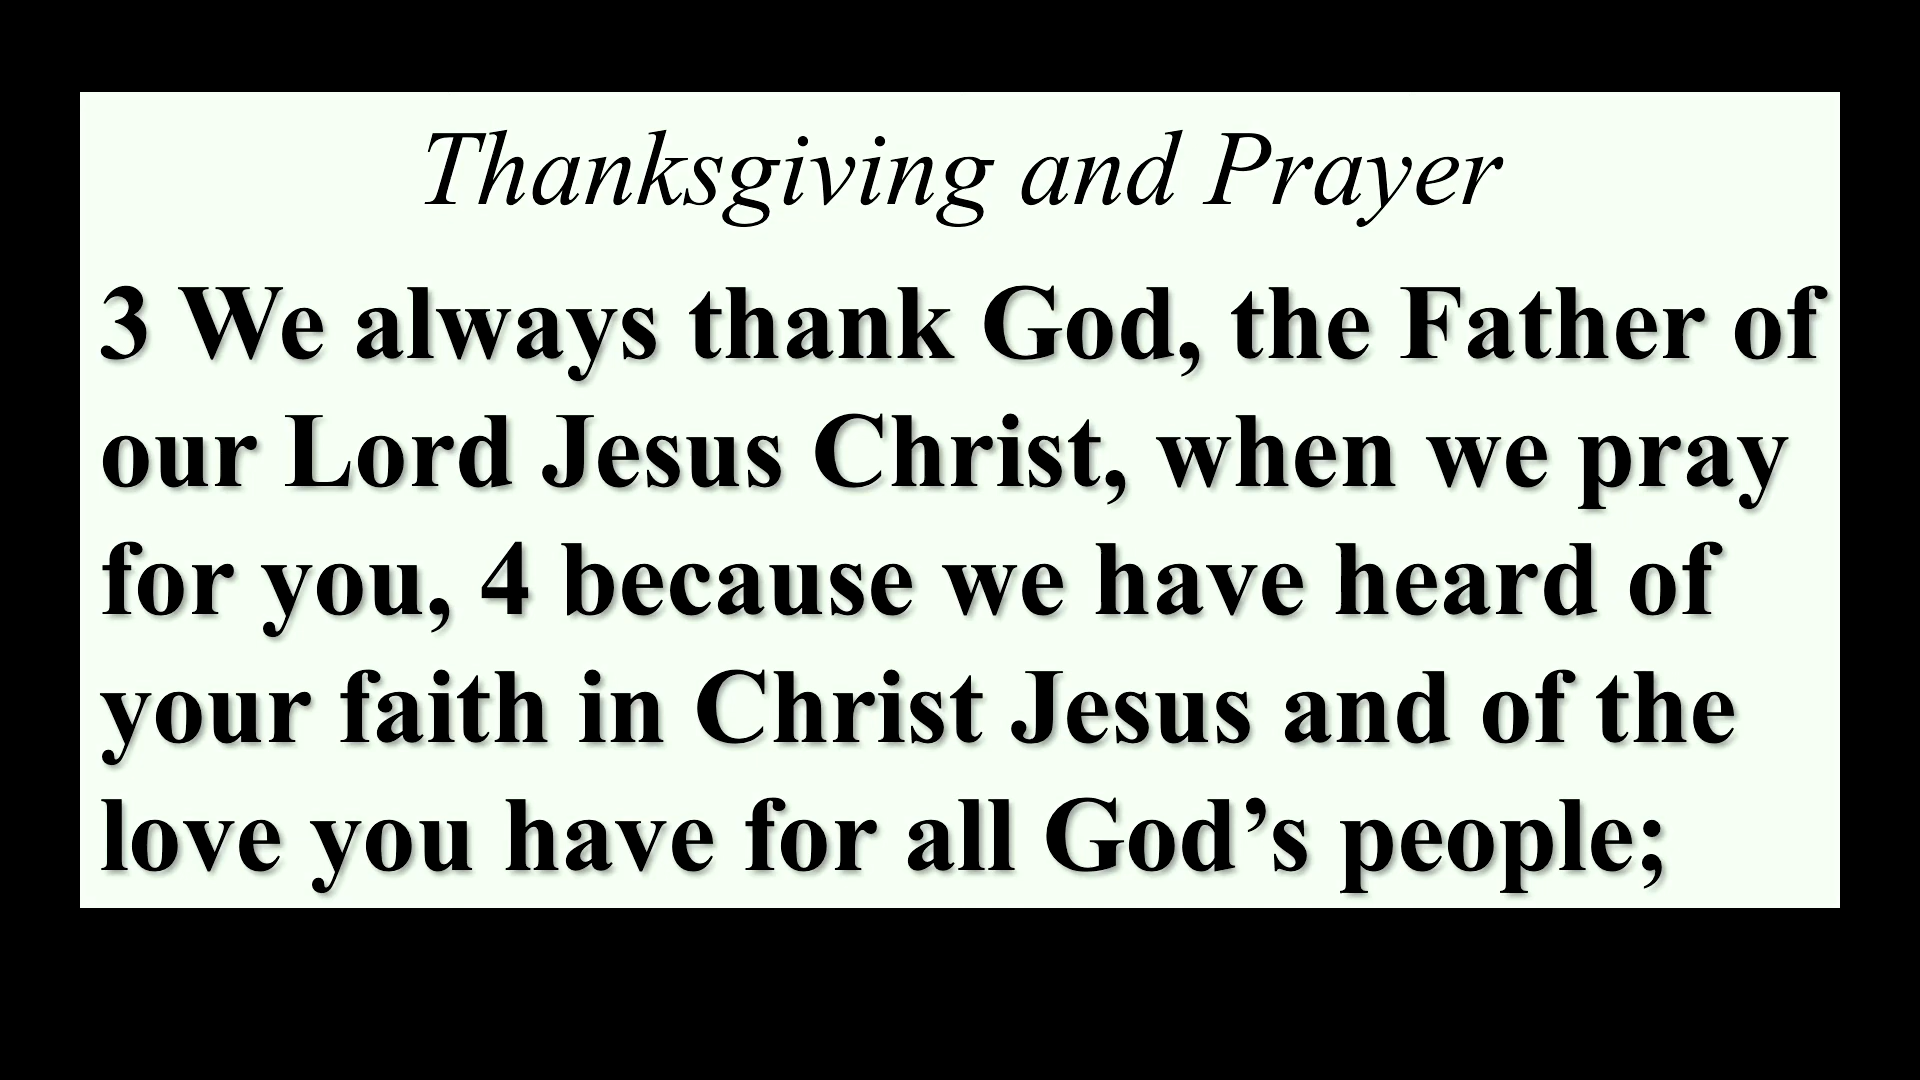 Thanksgiving and Prayer
3 We always thank God, the Father of
our Lord Jesus Christ, when we pray
for you, 4 because we have heard of
your faith in Christ Jesus and of the
love you have for all God’s people;